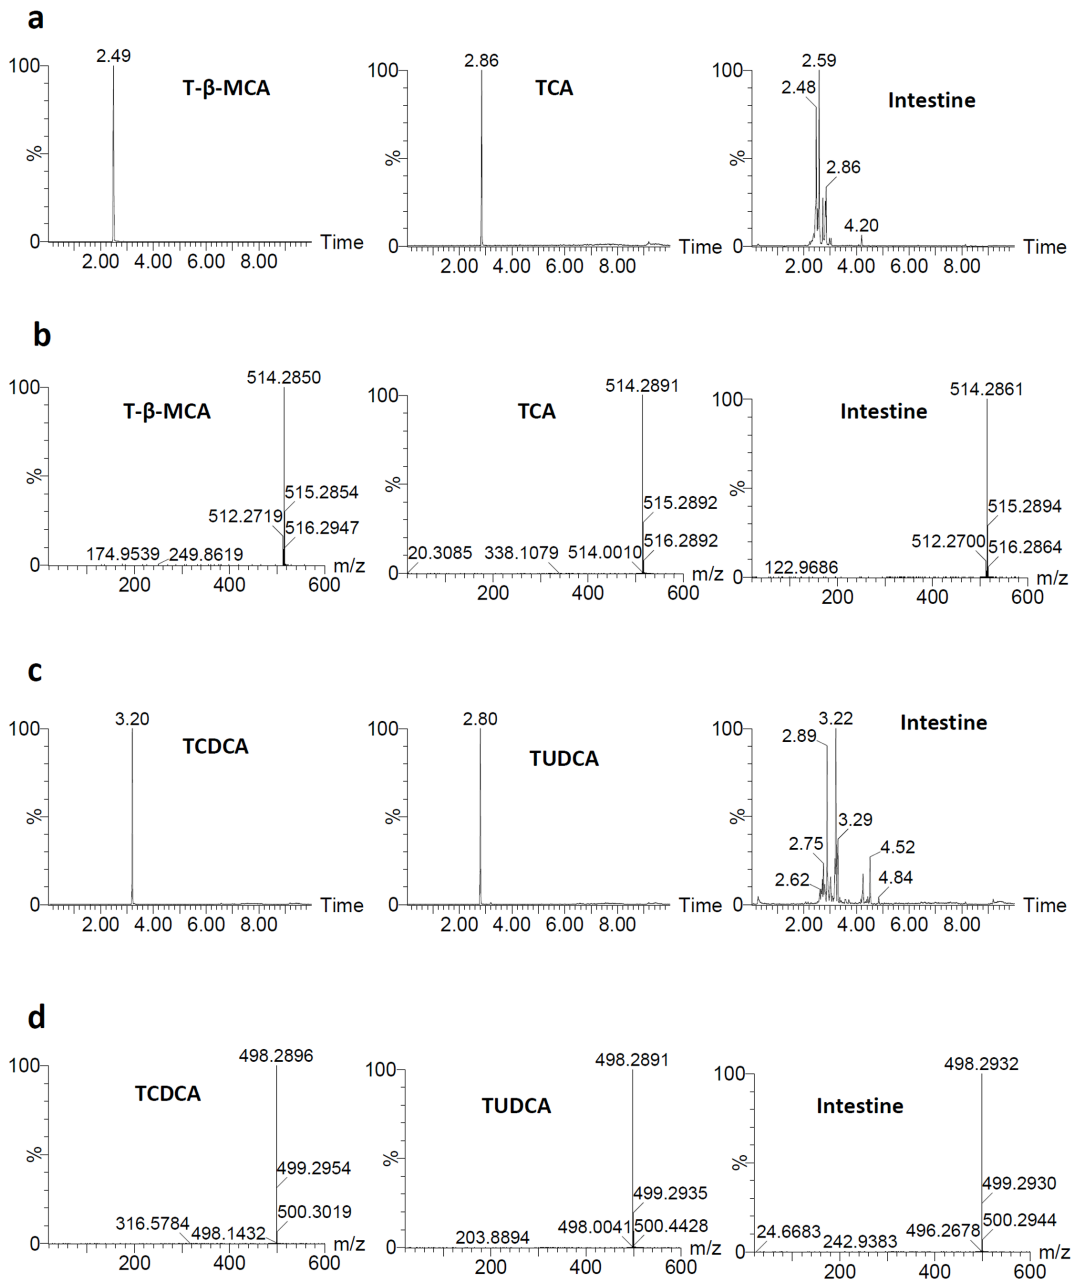 a
2.49
100
T-β-MCA
%
0
Time
2.00 4.00 6.00 8.00
2.86
100
TCA
%
0
Time
2.00 4.00 6.00 8.00
2.59
100
2.48
Intestine
%
2.86
4.20
0
Time
2.00 4.00 6.00 8.00
b
514.2850
100
T-β-MCA
%
515.2854
512.2719
516.2947
174.9539
249.8619
0
m/z
200 400 600
514.2891
100
TCA
%
515.2892
516.2892
20.3085
338.1079
514.0010
0
m/z
200 400 600
514.2861
100
Intestine
%
515.2894
512.2700
516.2864
122.9686
0
m/z
200 400 600
c
3.20
100
TCDCA
%
0
Time
2.00 4.00 6.00 8.00
2.80
100
TUDCA
%
0
Time
2.00 4.00 6.00 8.00
3.22
Intestine
100
2.89
%
3.29
2.75
4.52
2.62
4.84
0
Time
2.00 4.00 6.00 8.00
d
498.2896
100
TCDCA
%
499.2954
500.3019
316.5784
498.1432
0
m/z
200 400 600
498.2891
100
TUDCA
%
499.2935
498.0041
500.4428
203.8894
0
m/z
200 400 600
498.2932
100
Intestine
%
499.2930
500.2944
24.6683
496.2678
242.9383
0
m/z
200 400 600